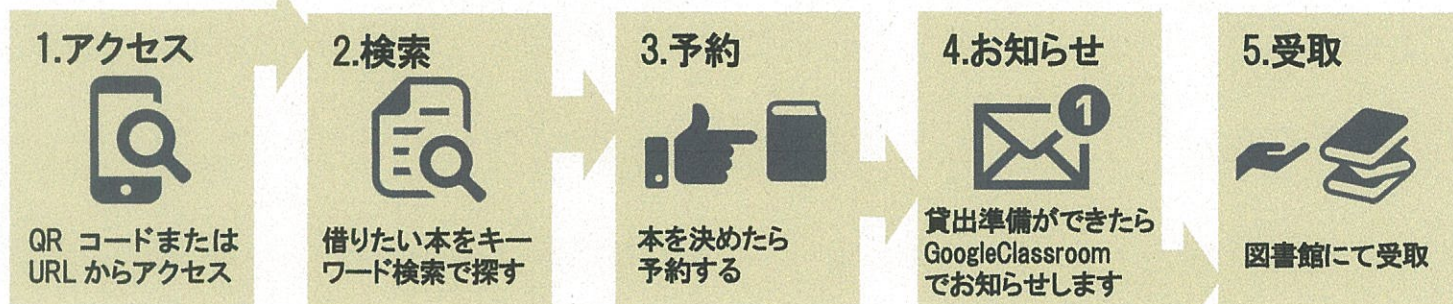 1.アクセス
QR コードまたは
URL からアクセス
2.検索
借りたい本をキー
ワード検索で探す
3.予約
本を決めたら
予約する
4.お知らせ
1
貸出準備ができたら
GoogleClassroom
でお知らせします
5.受取
図書館にて受取